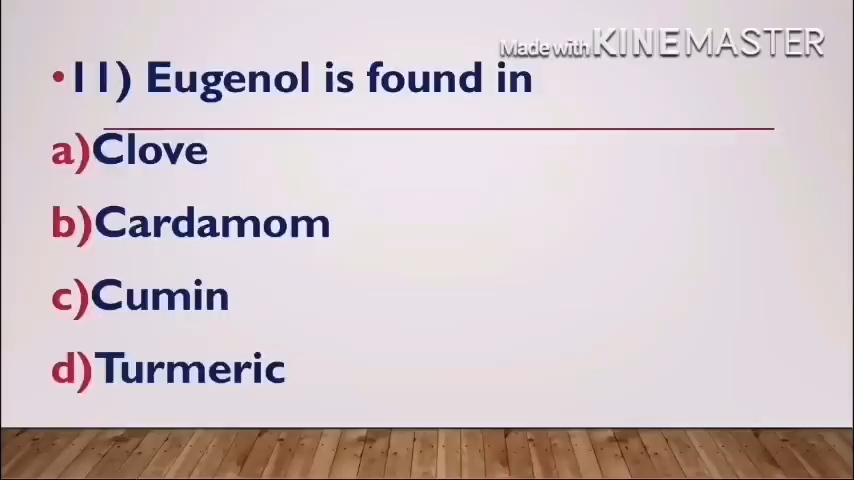 Made with KINEMASTER
•11) Eugenol is found in
a)Clove
b)Cardamom
c)Cumin
d)Turmeric